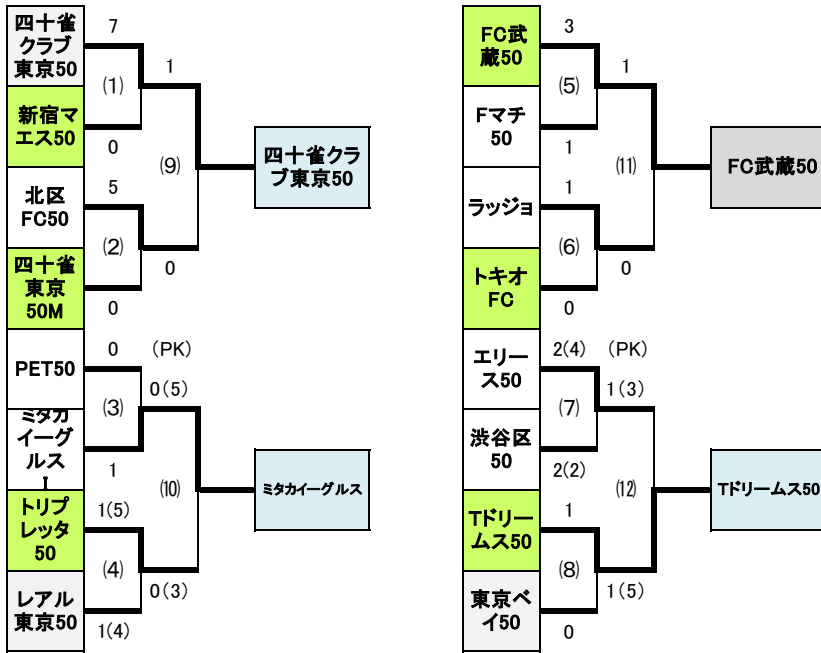 四十雀
クラブ
東京50
7
1
(1)
新宿マ
エス50
0
(9)
四十雀クラ
ブ東京50
北区
FC50
5
(2)
0
四十雀
東京
50M
0
PET50
0
(PK)
0(5)
(3)
ミタカ
イーグ
ルス
I
1
(10)
ミタカイーグルス
トリプ
レッタ
50
1(5)
(4)
0(3)
レアル
東京50
1(4)
FC武
蔵50
3
1
(5)
Fマチ
50
1
(11)
FC武蔵50
ラッジョ
1
(6)
0
トキオ
FC
0
エリー
ス50
2(4)
(PK)
1(3)
(7)
渋谷区
50
2(2)
(12)
Tドリームス50
Tドリー
ムス50
1
(8)
1(5)
東京ベ
イ50
0